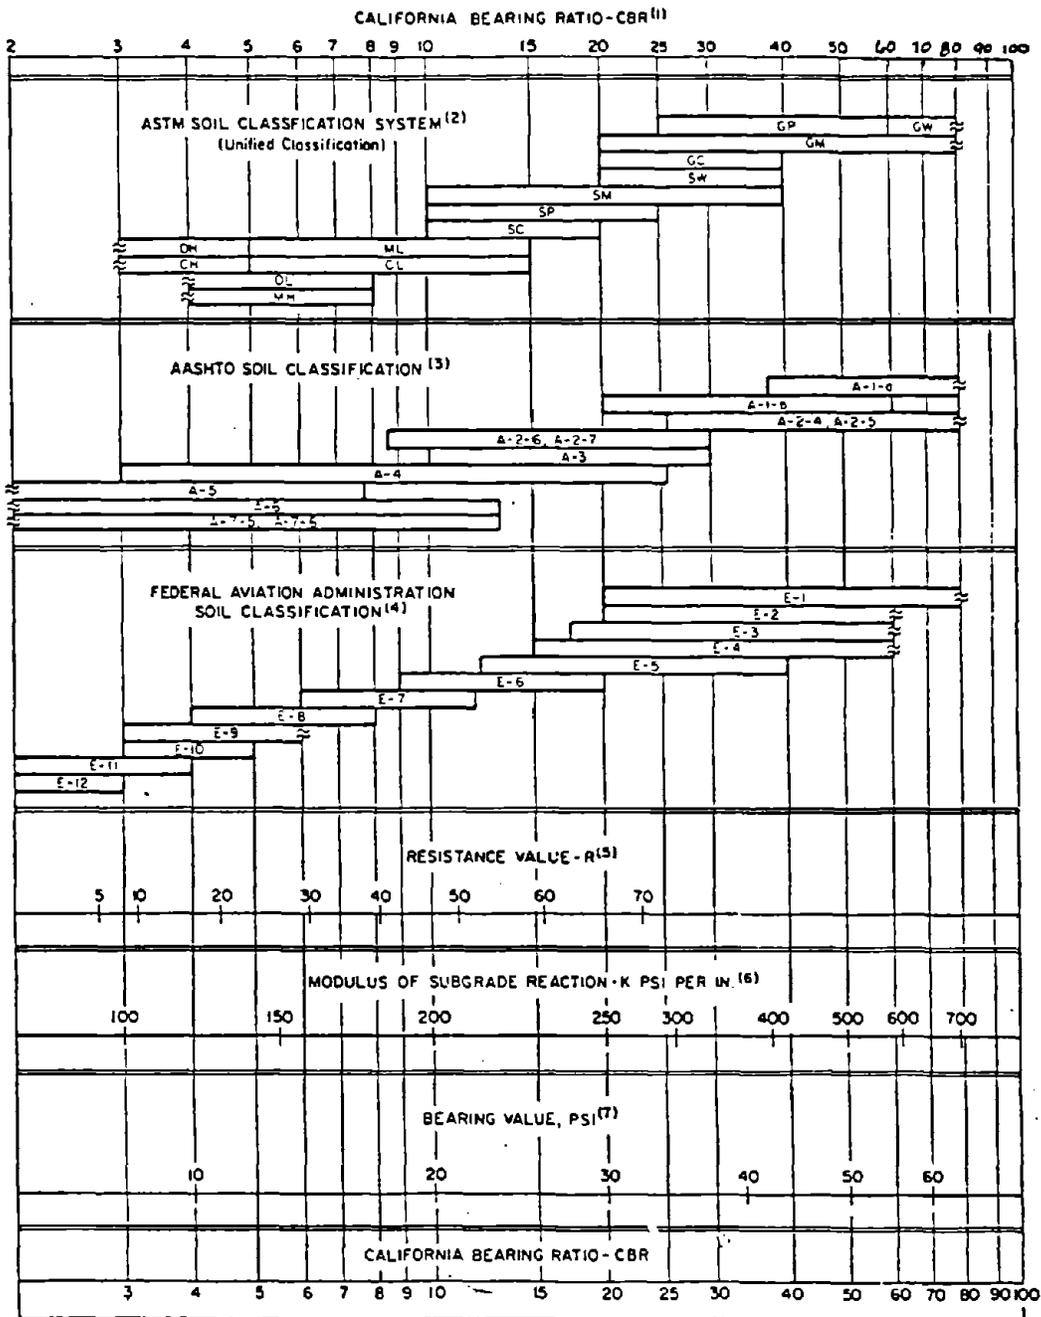 CALIFORNIA BEARING RATIO-CBR(1)
2 3 4 5 6 7 8 9 10 15 20 25 30 40 50 60 70 80 90 100
ASTM SOIL CLASSFICATION SYSTEM(2)
(Unified Classification)
GP GW
GM
GC
SW
SM
SP
SC
OH ML
CH CL
OL
MH
AASHTO SOIL CLASSIFICATION(3)
A-1-a
A-1-B
A-2-4, A-2-5
A-2-6, A-2-7
A-3
A-4
A-5
A-6
A-7-5, A-7-6
FEDERAL AVIATION ADMINISTRATION
SOIL CLASSIFICATION(4)
E-1
E-2
E-3
E-4
E-5
E-6
E-7
E-8
E-9
E-10
E-11
E-12
RESISTANCE VALUE-R(5)
5 10 20 30 40 50 60 70
MODULUS OF SUBGRADE REACTION-K PSI PER IN.(6)
100 150 200 250 300 400 500 600 700
BEARING VALUE, PSI(7)
10 20 30 40 50 60
CALIFORNIA BEARING RATIO-CBR
3 4 5 6 7 8 9 10 15 20 25 30 40 50 60 70 80 90 100